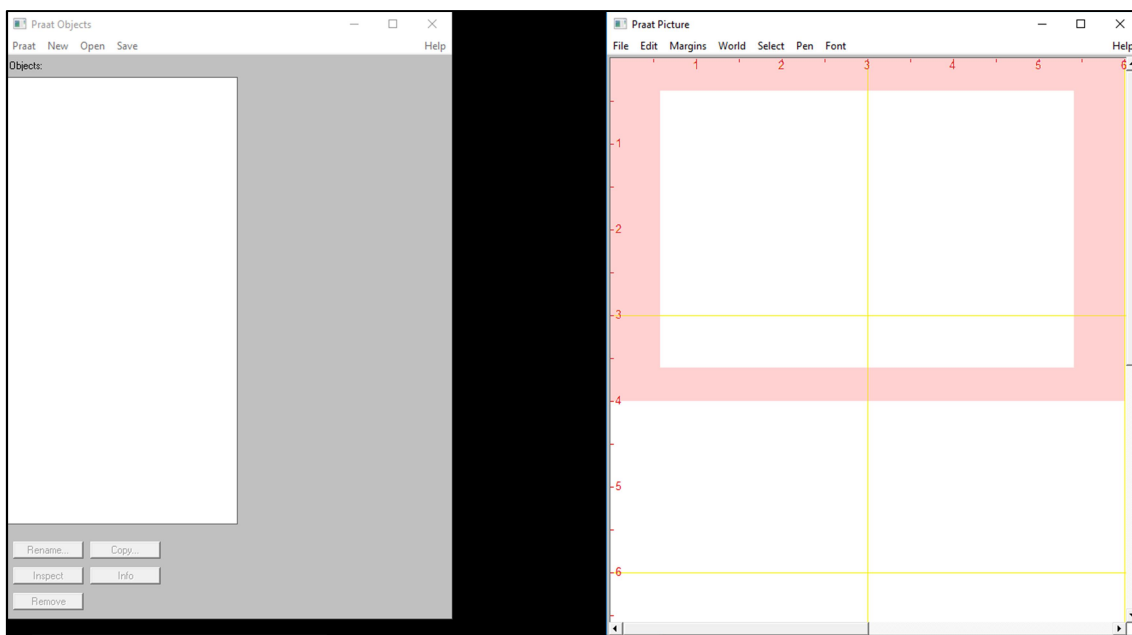 Praat Objects
Praat New Open Save Help
Objects:
Rename... Copy...
Inspect Info
Remove
Praat Picture
File Edit Margins World Select Pen Font Help
1 2 3 4 5 6
1
2
3
4
5
6